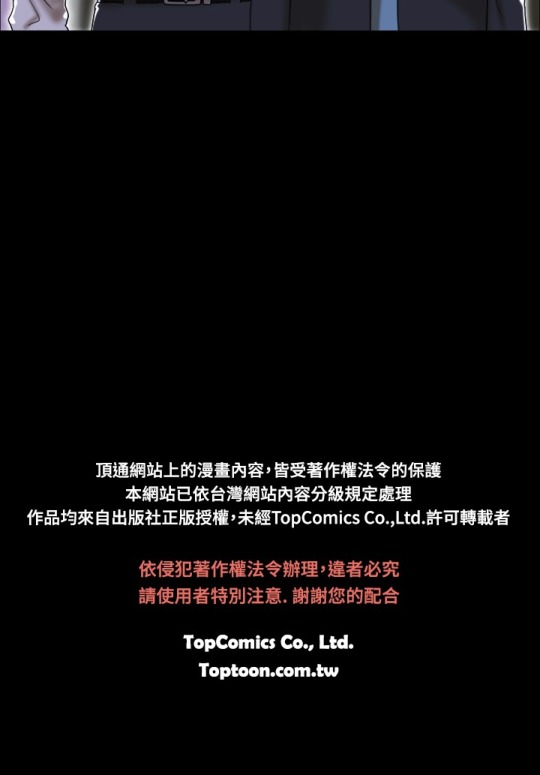 頂通網站上的漫畫內容，皆受著作權法令的保護
本網站已依台灣網站內容分級規定處理
作品均來自出版社正版授權，未經TopComics Co.,Ltd.許可轉載者
依侵犯著作權法令辦理，違者必究
請使用者特別注意. 謝謝您的配合
TopComics Co., Ltd.
Toptoon.com.tw